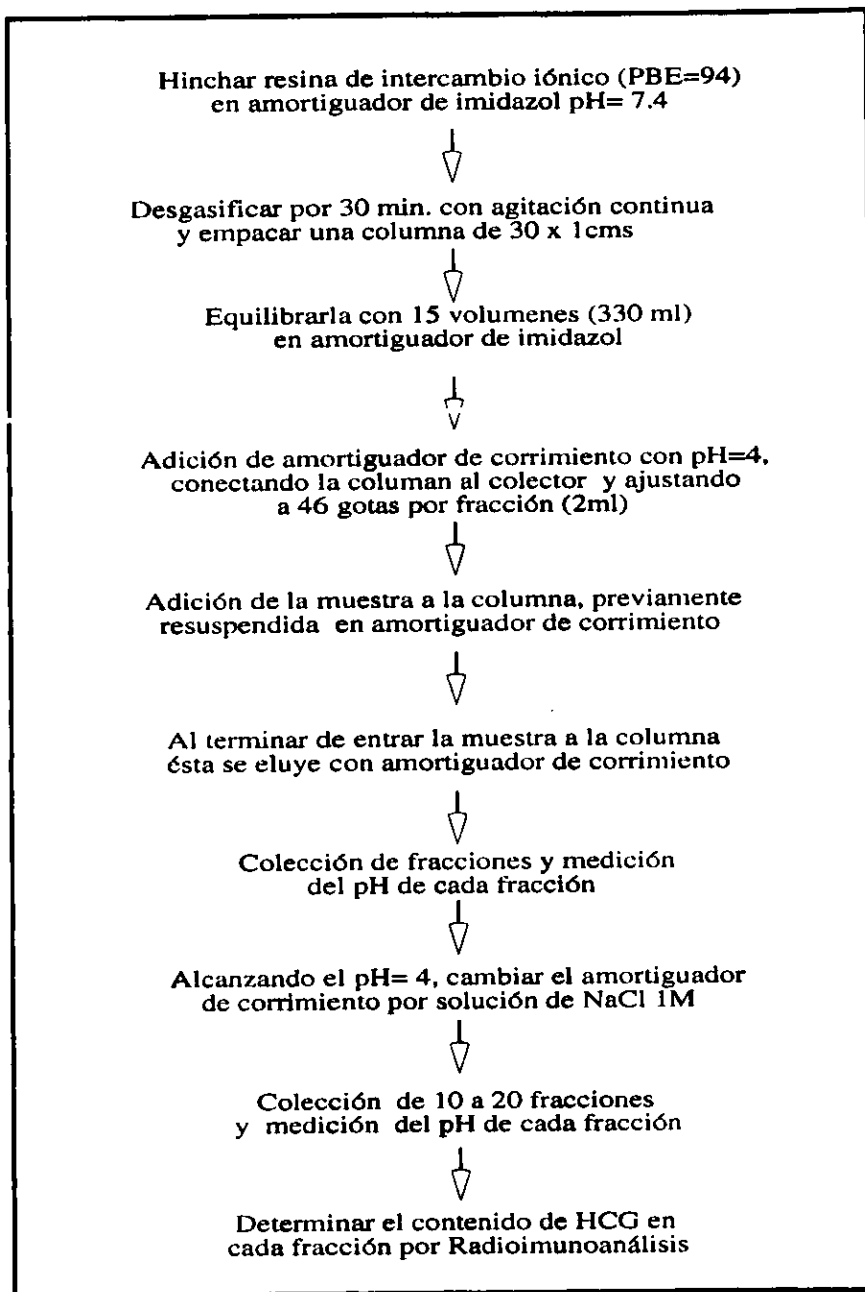 Hinchar resina de intercambio iónico (PBE=94)
en amortiguador de imidazol pH= 7.4
Desgasificar por 30 min. con agitación continua
y empacar una columna de 30 x 1cms
Equilibrarla con 15 volumenes (330 ml)
en amortiguador de imidazol
Adición de amortiguador de corrimiento con pH=4,
conectando la columan al colector y ajustando
a 46 gotas por fracción (2ml)
Adición de la muestra a la columna, previamente
resuspendida en amortiguador de corrimiento
Al terminar de entrar la muestra a la columna
ésta se eluye con amortiguador de corrimiento
Colección de fracciones y medición
del pH de cada fracción
Alcanzando el pH= 4, cambiar el amortiguador
de corrimiento por solución de NaCl 1M
Colección de 10 a 20 fracciones
y medición del pH de cada fracción
Determinar el contenido de HCG en
cada fracción por Radioimunoanálisis